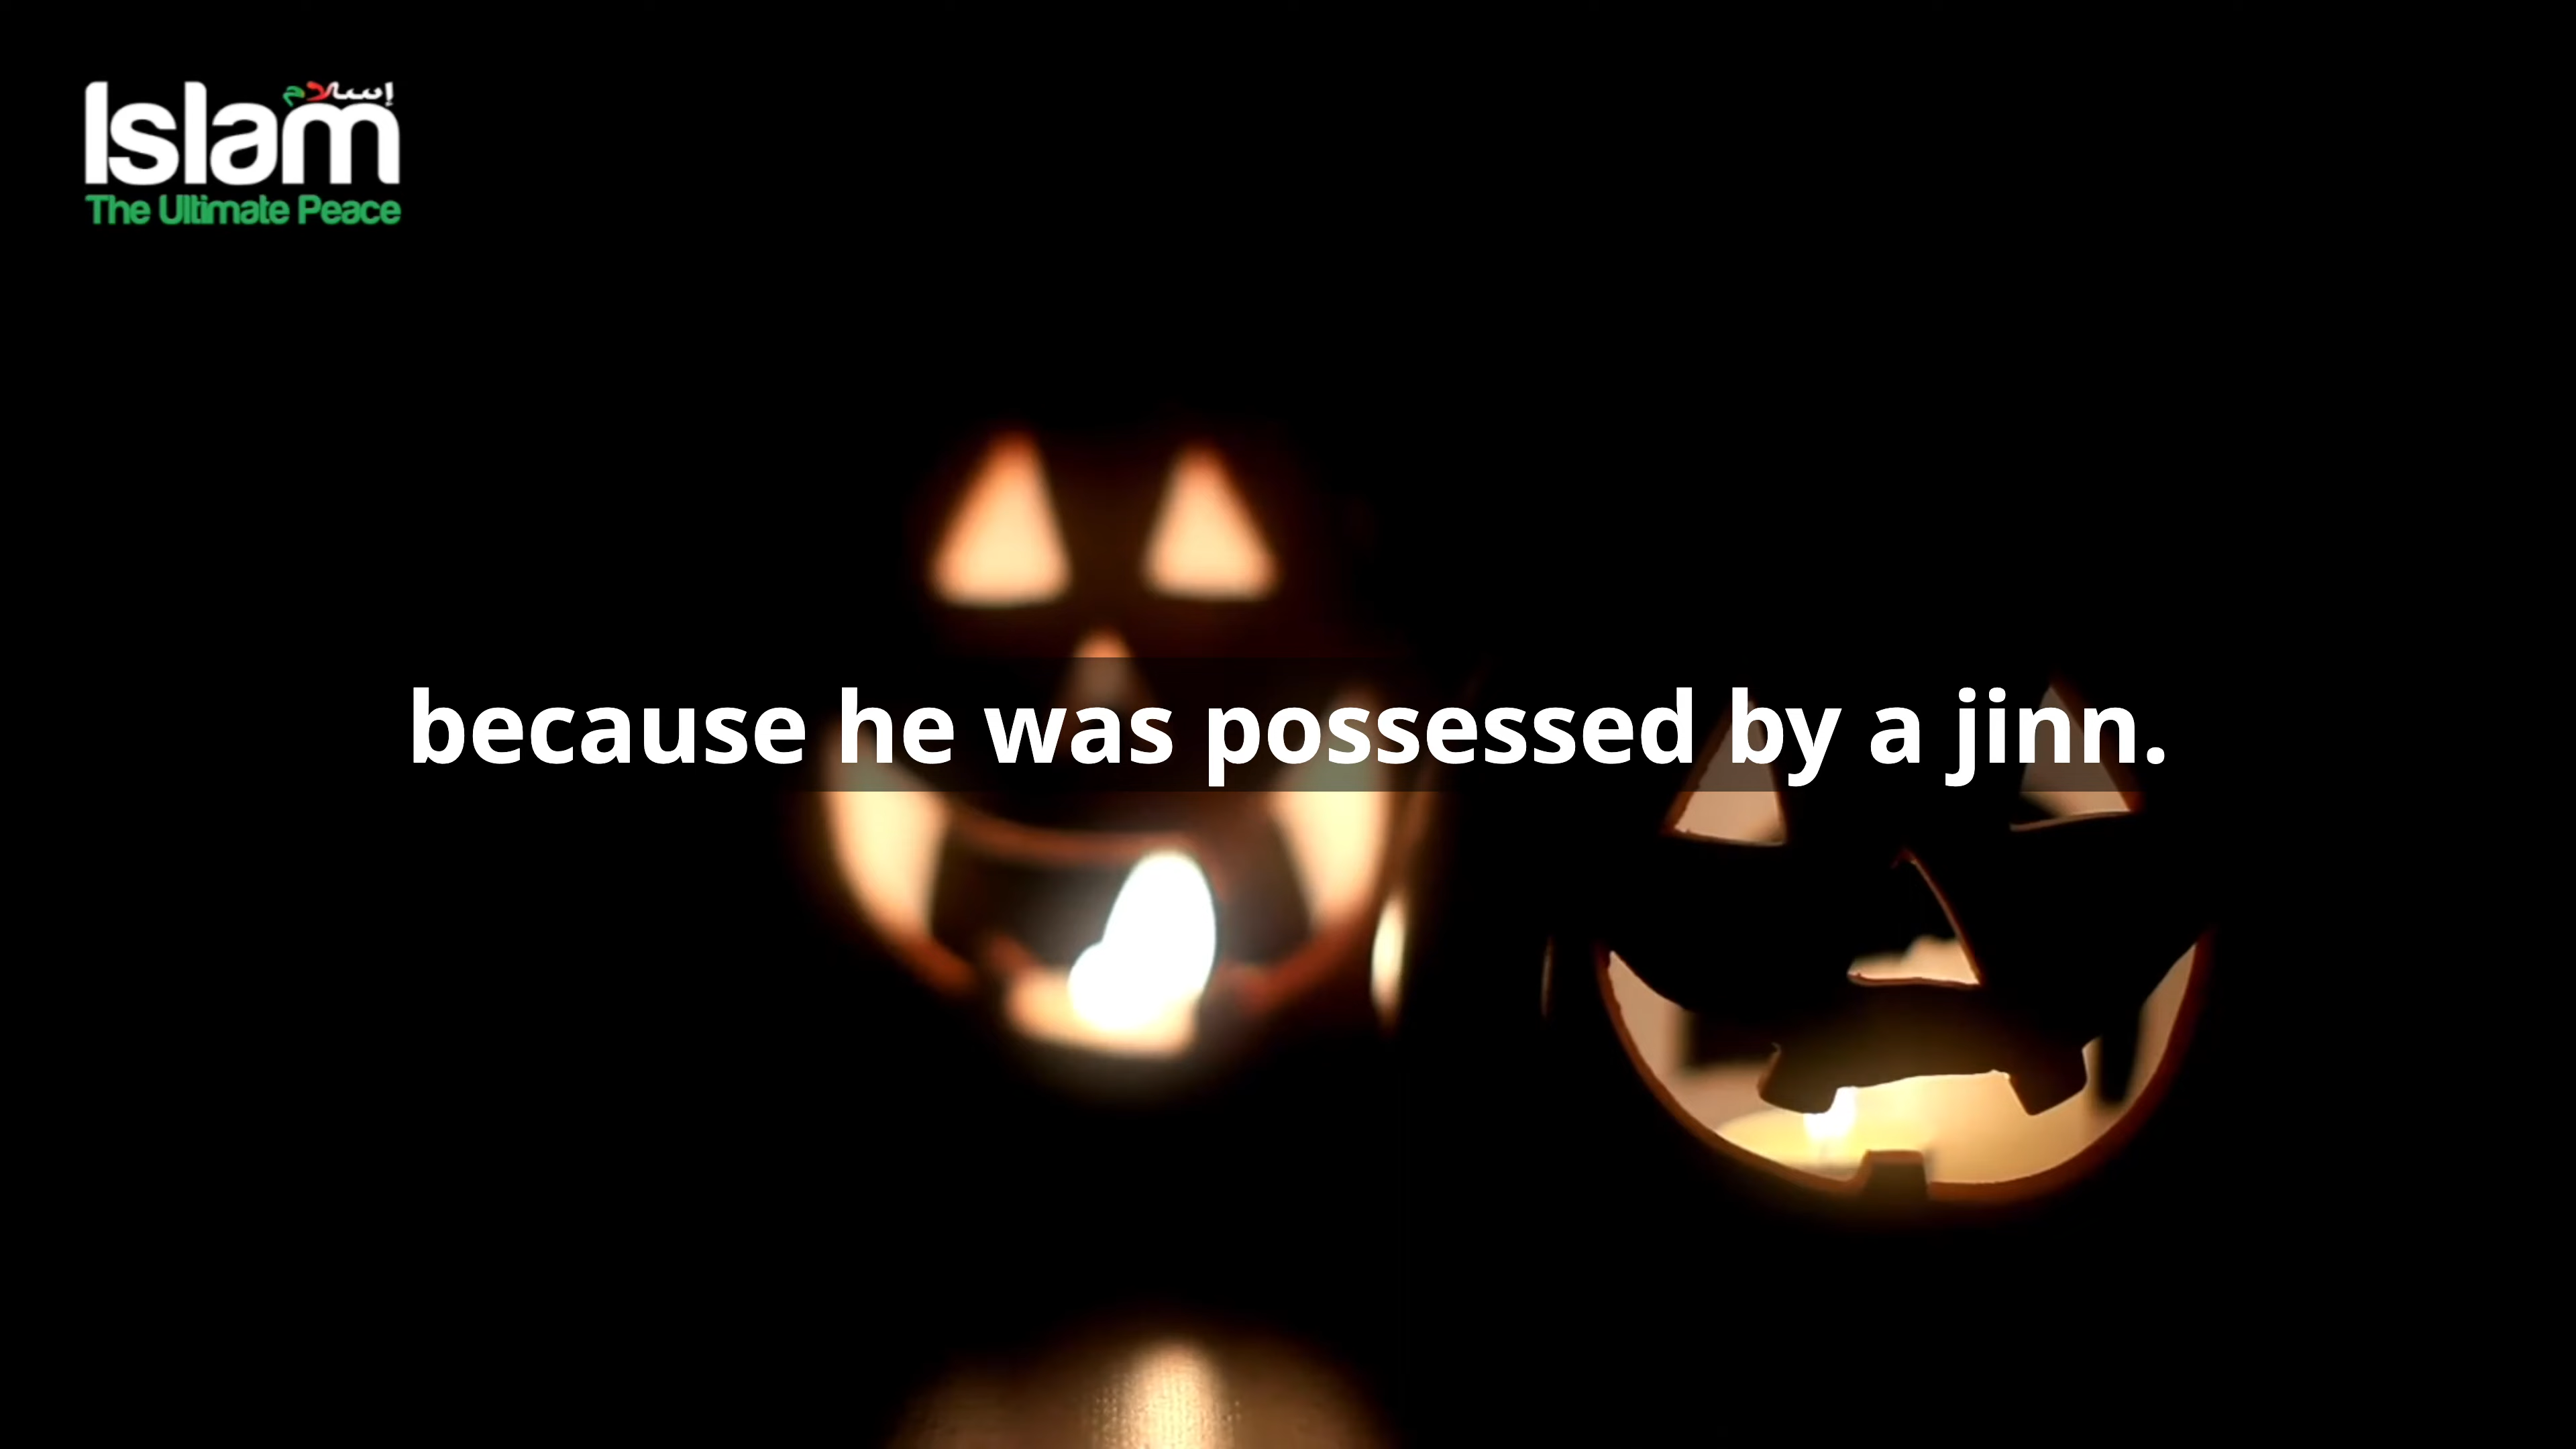 إسلام
Islam
The Ultimate Peace
because he was possessed by a jinn.